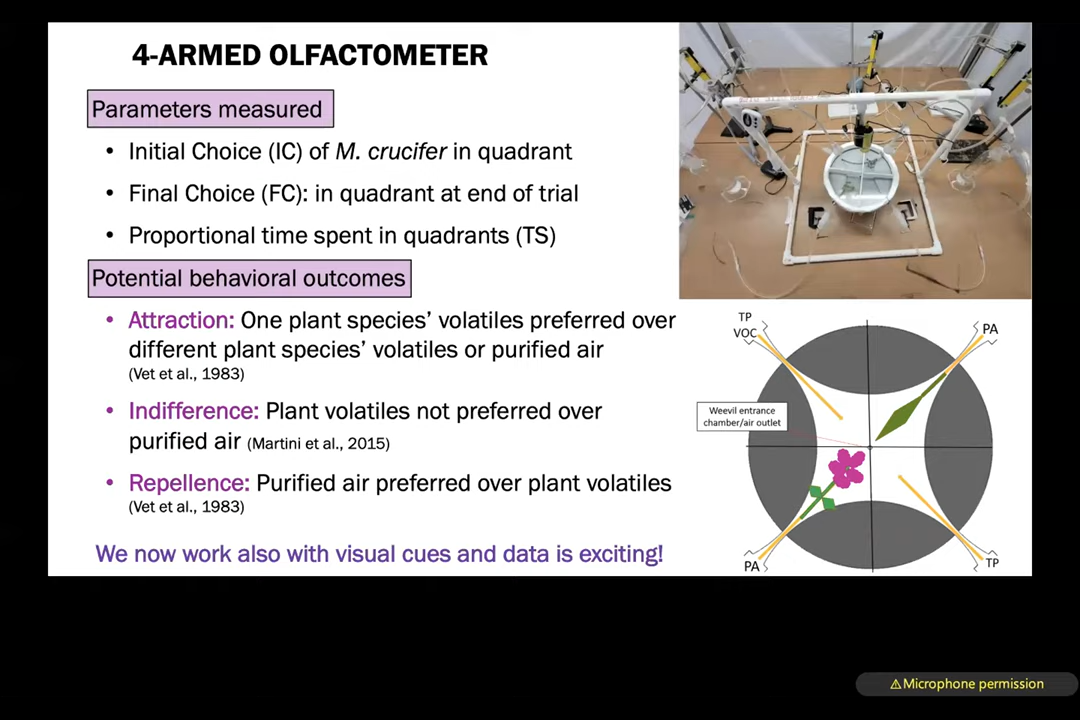 4-ARMED OLFACTOMETER
Parameters measured
• Initial Choice (IC) of M. crucifer in quadrant
• Final Choice (FC): in quadrant at end of trial
• Proportional time spent in quadrants (TS)
Potential behavioral outcomes
• Attraction: One plant species’ volatiles preferred over
different plant species’ volatiles or purified air
(Vet et al., 1983)
• Indifference: Plant volatiles not preferred over
purified air (Martini et al., 2015)
• Repellence: Purified air preferred over plant volatiles
(Vet et al., 1983)
We now work also with visual cues and data is exciting!
TP
VOC
PA
Weevil entrance
chamber/air outlet
PA
TP
⚠Microphone permission